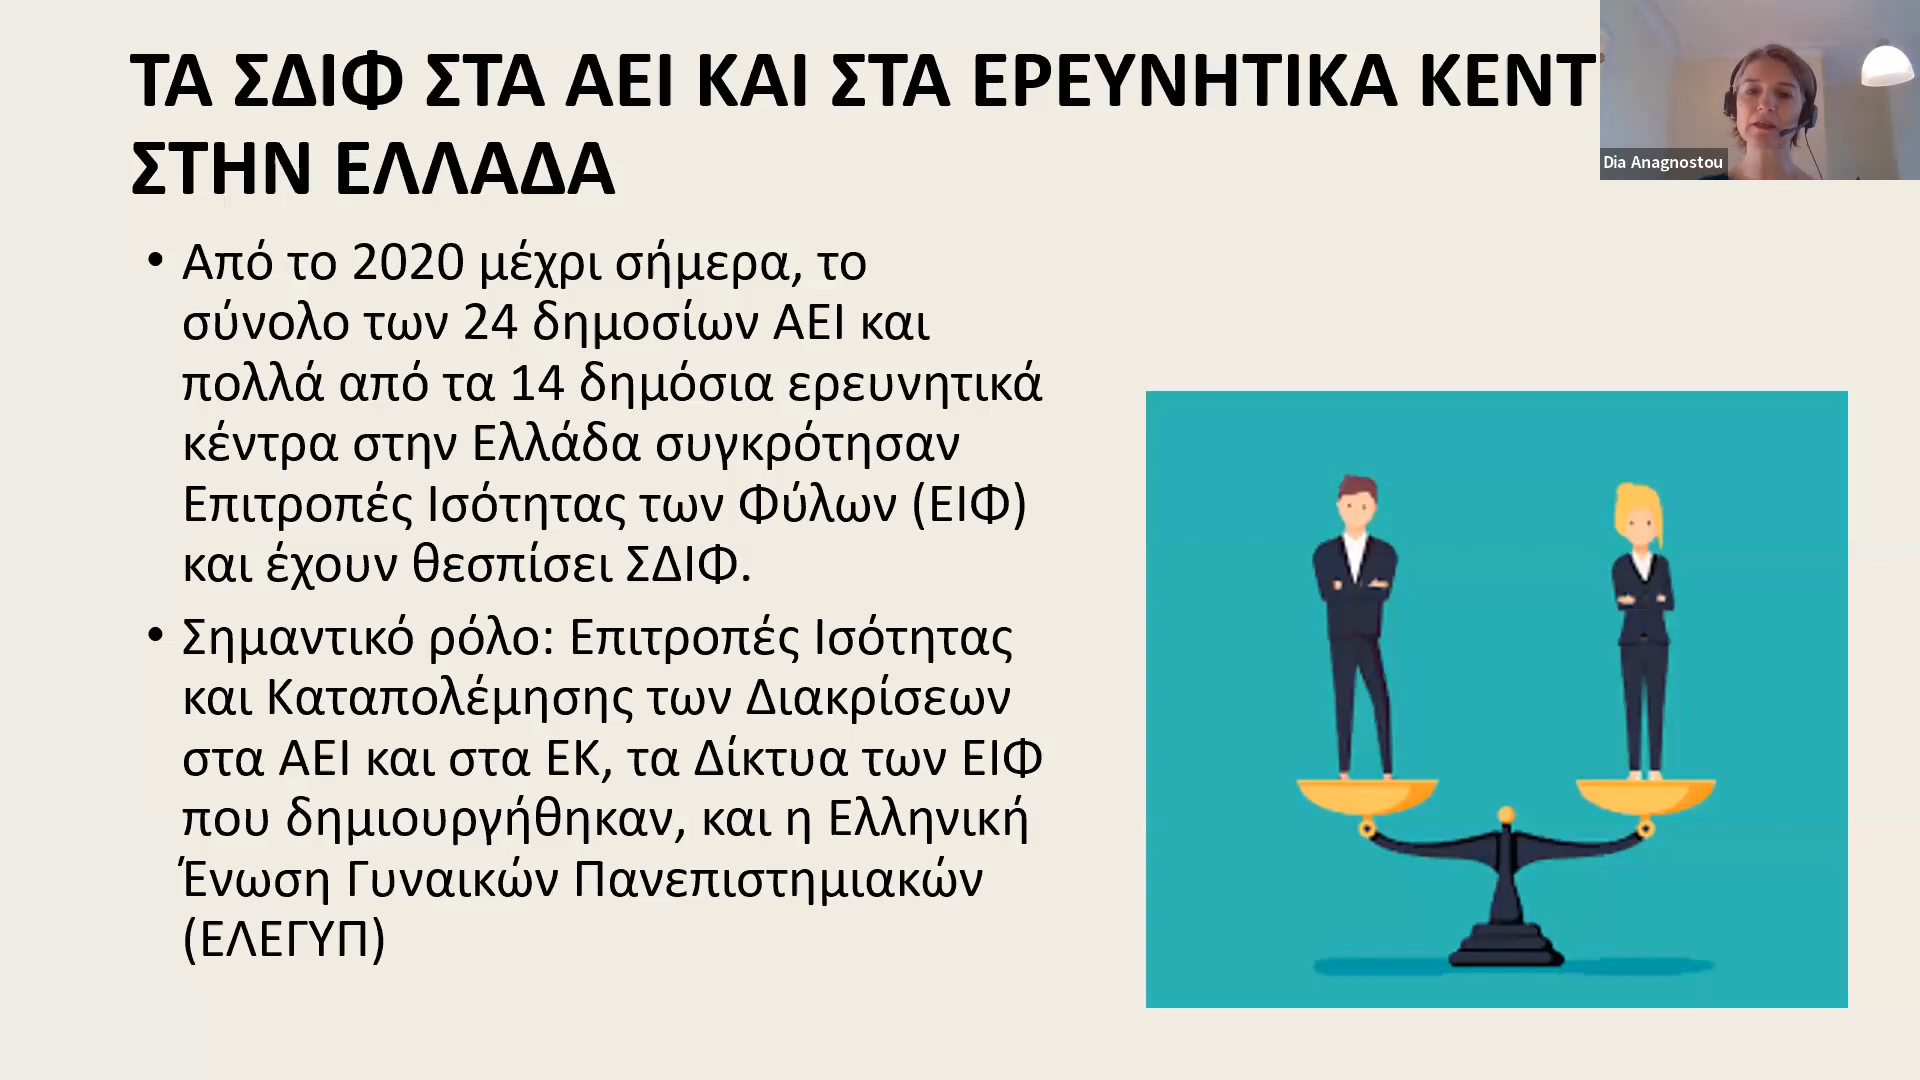 ΤΑ ΣΔΙΦ ΣΤΑ ΑΕΙ ΚΑΙ ΣΤΑ ΕΡΕΥΝΗΤΙΚΑ ΚΕΝΤ
ΣΤΗΝ ΕΛΛΑΔΑ
Dia Anagnostou
• Από το 2020 μέχρι σήμερα, το
σύνολο των 24 δημοσίων ΑΕΙ και
πολλά από τα 14 δημόσια ερευνητικά
κέντρα στην Ελλάδα συγκρότησαν
Επιτροπές Ισότητας των Φύλων (ΕΙΦ)
και έχουν θεσπίσει ΣΔΙΦ.
• Σημαντικό ρόλο: Επιτροπές Ισότητας
και Καταπολέμησης των Διακρίσεων
στα ΑΕΙ και στα ΕΚ, τα Δίκτυα των ΕΙΦ
που δημιουργήθηκαν, και η Ελληνική
Ένωση Γυναικών Πανεπιστημιακών
(ΕΛΕΓΥΠ)